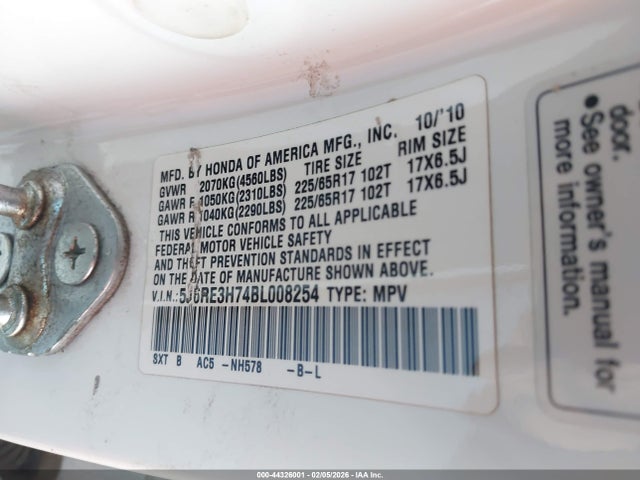 MFD. BY HONDA OF AMERICA MFG., INC. 10/'10
GVWR 2070KG(4560LBS) TIRE SIZE RIM SIZE
GAWR F 1050KG(2310LBS) 225/65R17 102T 17X6.5J
GAWR R 1040KG(2290LBS) 225/65R17 102T 17X6.5J
THIS VEHICLE CONFORMS TO ALL APPLICABLE
FEDERAL MOTOR VEHICLE SAFETY
AND THEFT PREVENTION STANDARDS IN EFFECT
ON THE DATE OF MANUFACTURE SHOWN ABOVE.
V.I.N.: 5J6RE3H74BL008254 TYPE: MPV
SXT B AC5 -NH578 -B-L
door.
• See owner's
manual for
more information.
000-44326001 - 02/05/2026 - IAA Inc.